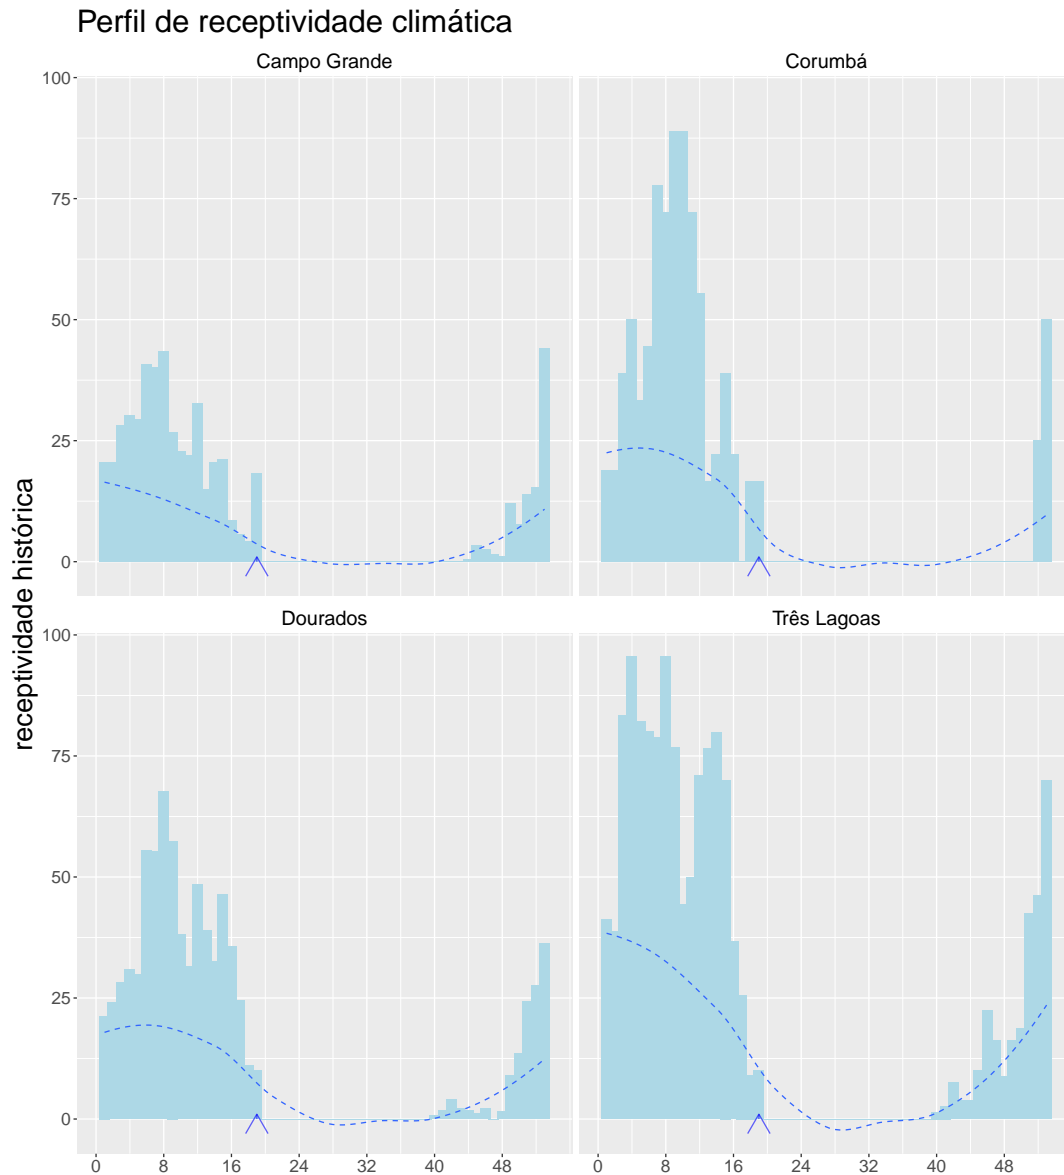 Perfil de receptividade climática
Campo Grande
Corumbá
100
75
50
25
0
Dourados
Três Lagoas
100
75
50
25
0
receptividade histórica
0 8 16 24 32 40 48
0 8 16 24 32 40 48